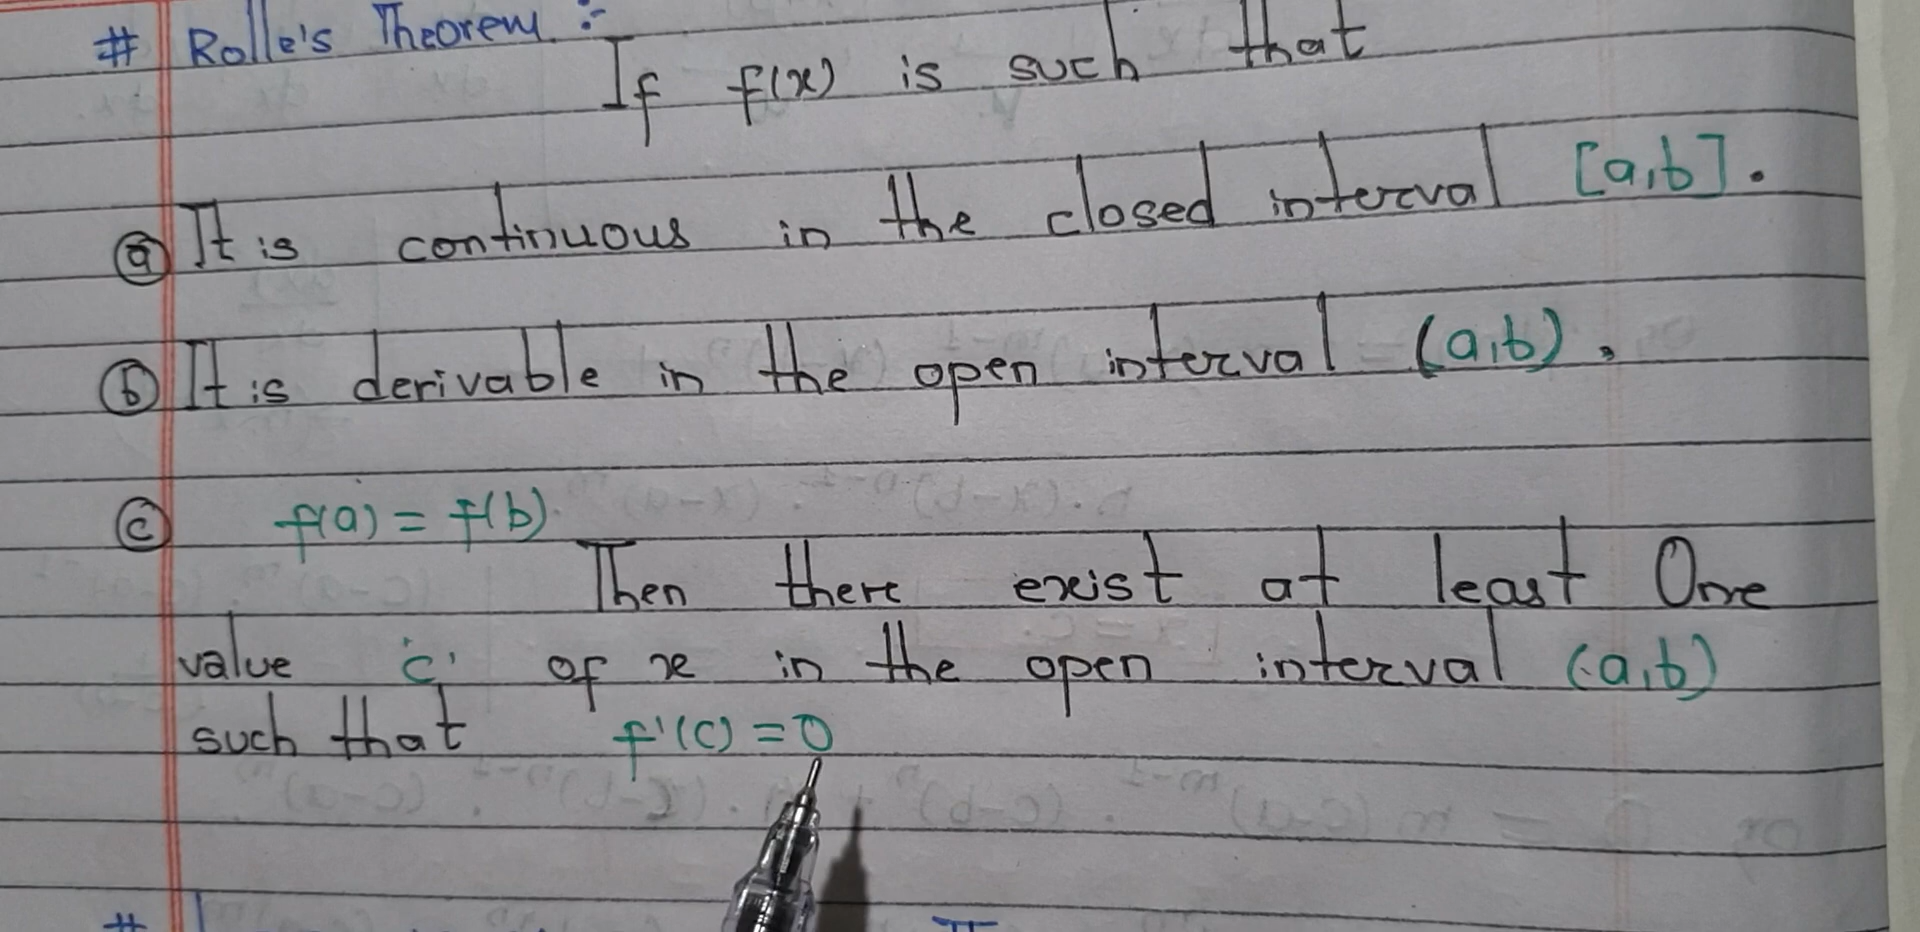 # Rolle's Theorem :-
If f(x) is such that
(a) It is continuous in the closed interval [a,b].
(b) It is derivable in the open interval (a,b).
(c) f(a) = f(b)
Then there exist at least One
value 'c' of x in the open interval (a,b)
such that f'(c) = 0
#